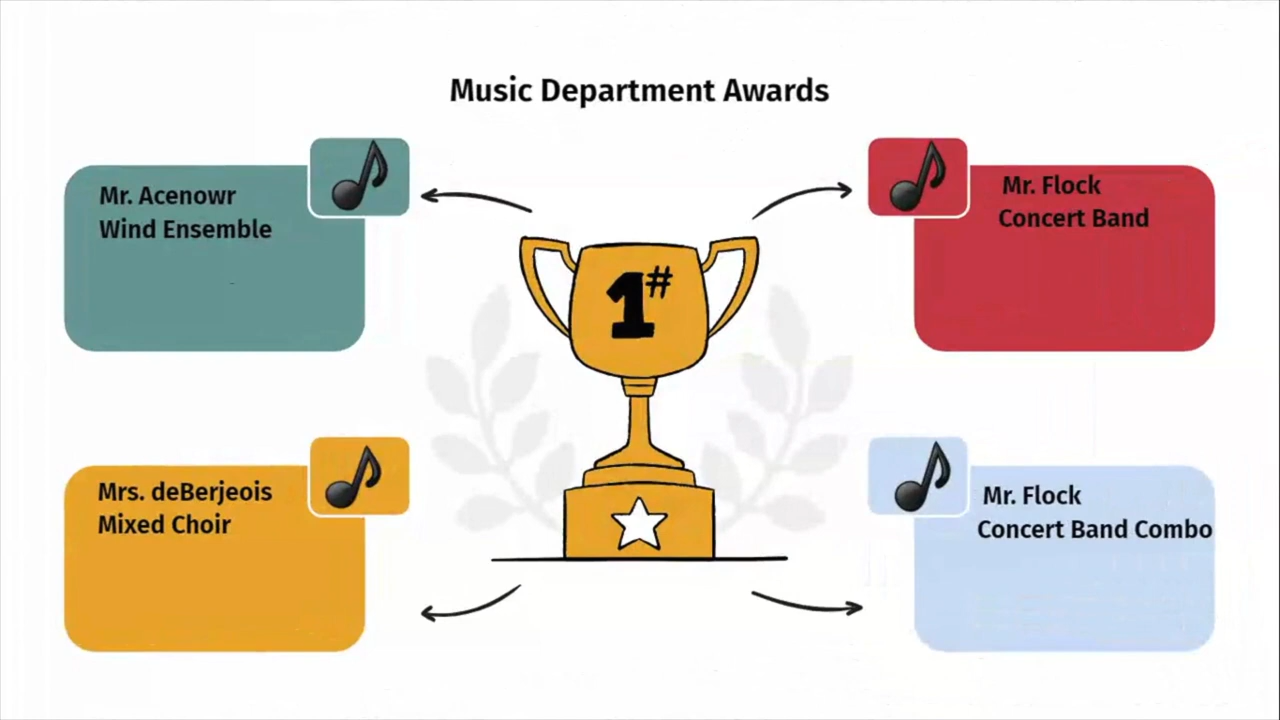 Music Department Awards
Mr. Acenowr
Wind Ensemble
Mr. Flock
Concert Band
1#
Mrs. deBerjeois
Mixed Choir
Mr. Flock
Concert Band Combo